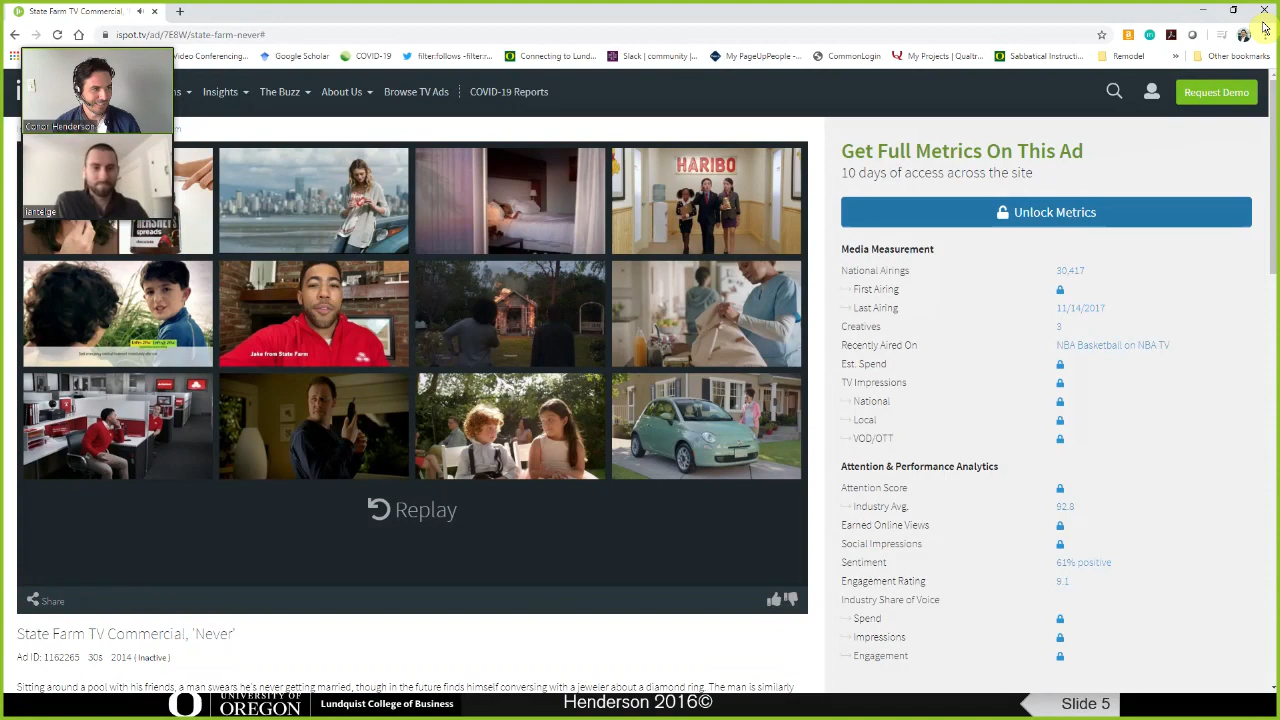 State Farm TV Commercial, '
ispot.tv/ad/7E8W/state-farm-never#
Video Conferencing...
Google Scholar
COVID-19
filter:follows -filter:r...
Connecting to Lund...
Slack | community |...
My PageUpPeople -...
CommonLogin
My Projects | Qualtr...
Sabbatical Instructi...
Remodel
»
Other bookmarks
Insights
The Buzz
About Us
Browse TV Ads
COVID-19 Reports
Request Demo
Conor Henderson
ianteige
HERSHEY'S
spreads
HARIBO
Jake from State Farm
Replay
Share
State Farm TV Commercial, 'Never'
Ad ID: 1162265 30s 2014 ( Inactive )
Sitting around a pool with his friends, a man swears he's never getting married, though in the future finds himself conversing with a jeweler about a diamond ring. The man is similarly
Get Full Metrics On This Ad
10 days of access across the site
Unlock Metrics
Media Measurement
National Airings 30,417
First Airing
Last Airing 11/14/2017
Creatives 3
Recently Aired On NBA Basketball on NBA TV
Est. Spend
TV Impressions
National
Local
VOD/OTT
Attention & Performance Analytics
Attention Score
Industry Avg. 92.8
Earned Online Views
Social Impressions
Sentiment 61% positive
Engagement Rating 9.1
Industry Share of Voice
Spend
Impressions
Engagement
UNIVERSITY OF
OREGON
Lundquist College of Business
Henderson 2016©
Slide 5